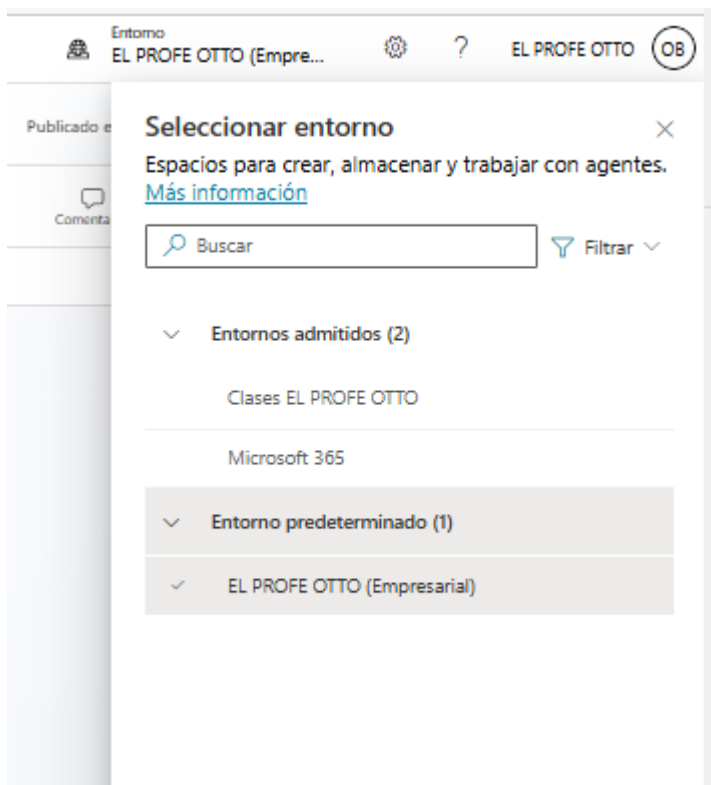 Entorno
EL PROFE OTTO (Empre...
?
EL PROFE OTTO
OB
Publicado e
Seleccionar entorno
Espacios para crear, almacenar y trabajar con agentes.
Más información
Comenta
Buscar
Filtrar
Entornos admitidos (2)
Clases EL PROFE OTTO
Microsoft 365
Entorno predeterminado (1)
EL PROFE OTTO (Empresarial)